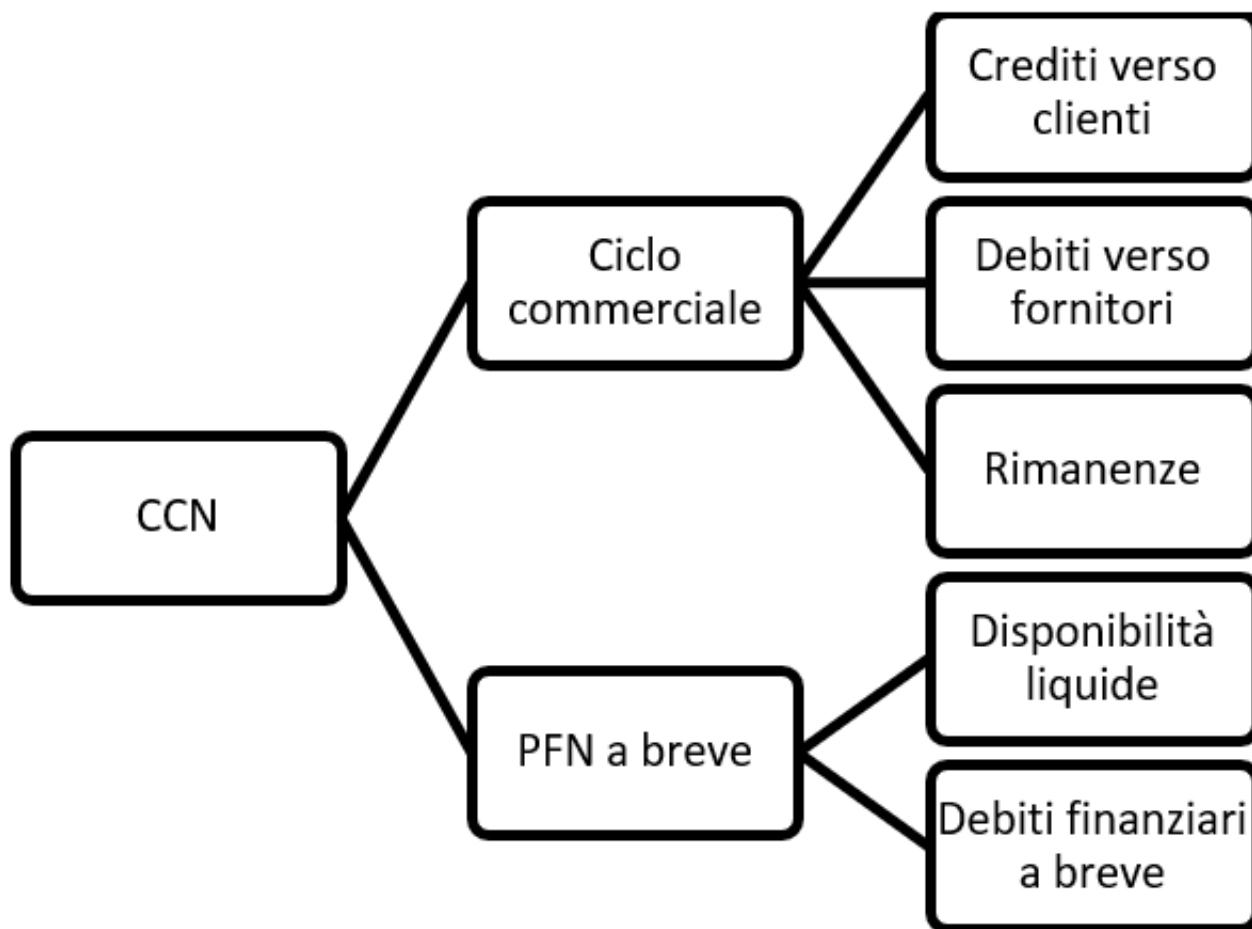 CCN
Ciclo
commerciale
Crediti verso
clienti
Debiti verso
fornitori
Rimanenze
PFN a breve
Disponibilità
liquide
Debiti finanziari
a breve